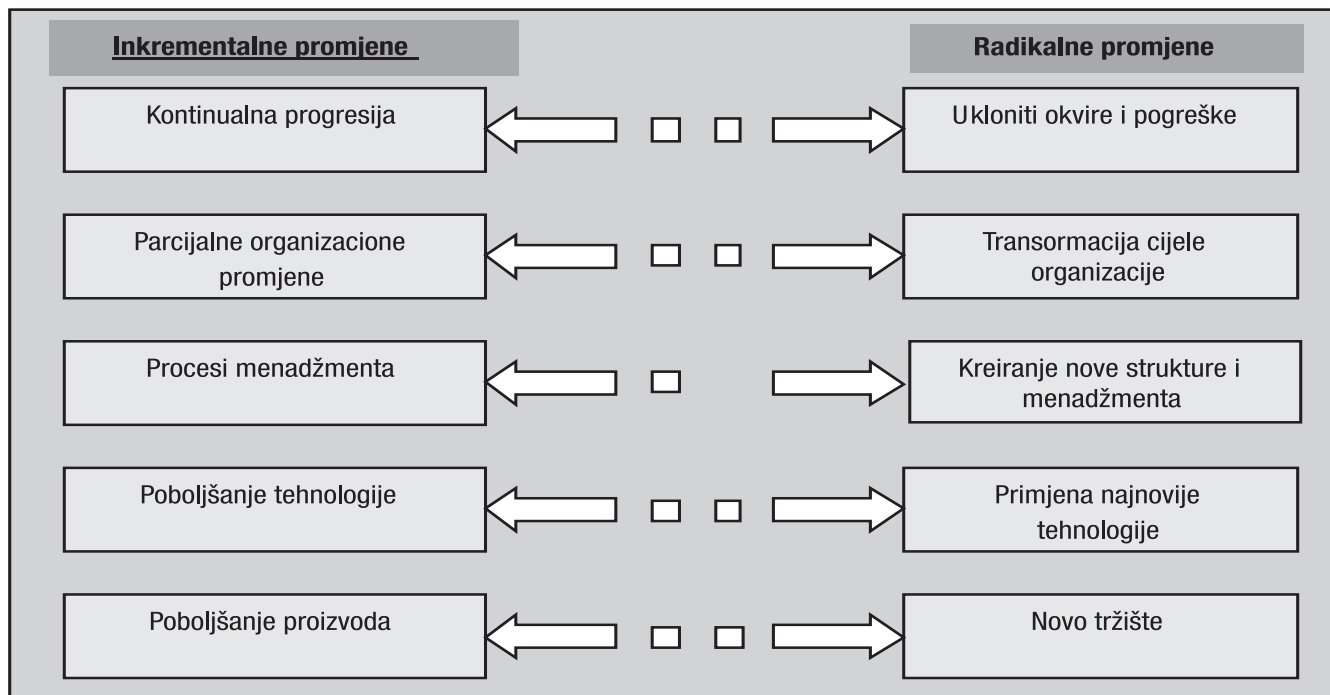 Inkrementalne promjene
Radikalne promjene
Kontinualna progresija
Ukloniti okvire i pogreške
Parcijalne organizacione
promjene
Transormacija cijele
organizacije
Procesi menadžmenta
Kreiranje nove strukture i
menadžmenta
Poboljšanje tehnologije
Primjena najnovije
tehnologije
Poboljšanje proizvoda
Novo tržište